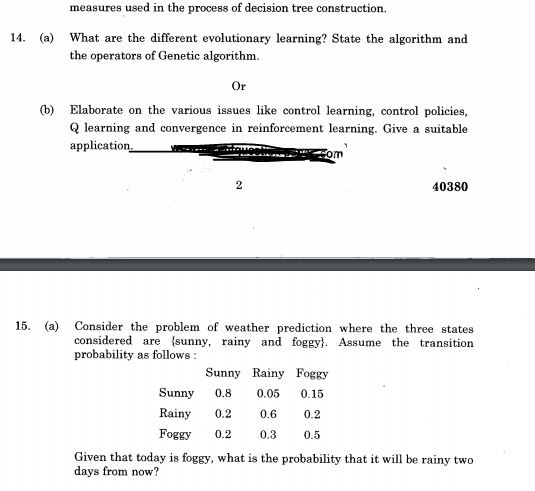 measures used in the process of decision tree construction.
14. (a) What are the different evolutionary learning? State the algorithm and
the operators of Genetic algorithm.
Or
(b) Elaborate on the various issues like control learning, control policies,
Q learning and convergence in reinforcement learning. Give a suitable
application.
com
2 40380
15. (a) Consider the problem of weather prediction where the three states
considered are {sunny, rainy and foggy}. Assume the transition
probability as follows :
Sunny Rainy Foggy
Sunny 0.8 0.05 0.15
Rainy 0.2 0.6 0.2
Foggy 0.2 0.3 0.5
Given that today is foggy, what is the probability that it will be rainy two
days from now?